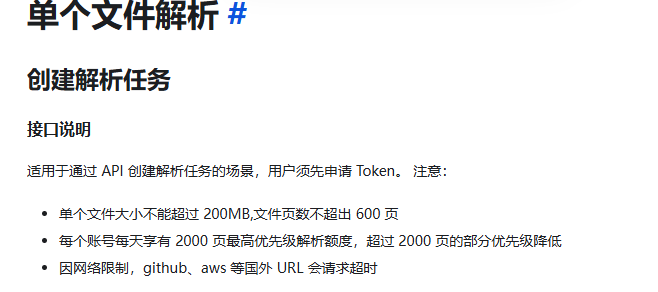 单个文件解析 #
创建解析任务
接口说明
适用于通过 API 创建解析任务的场景，用户须先申请 Token。 注意：
• 单个文件大小不能超过 200MB,文件页数不超出 600 页
• 每个账号每天享有 2000 页最高优先级解析额度，超过 2000 页的部分优先级降低
• 因网络限制，github、aws 等国外 URL 会请求超时